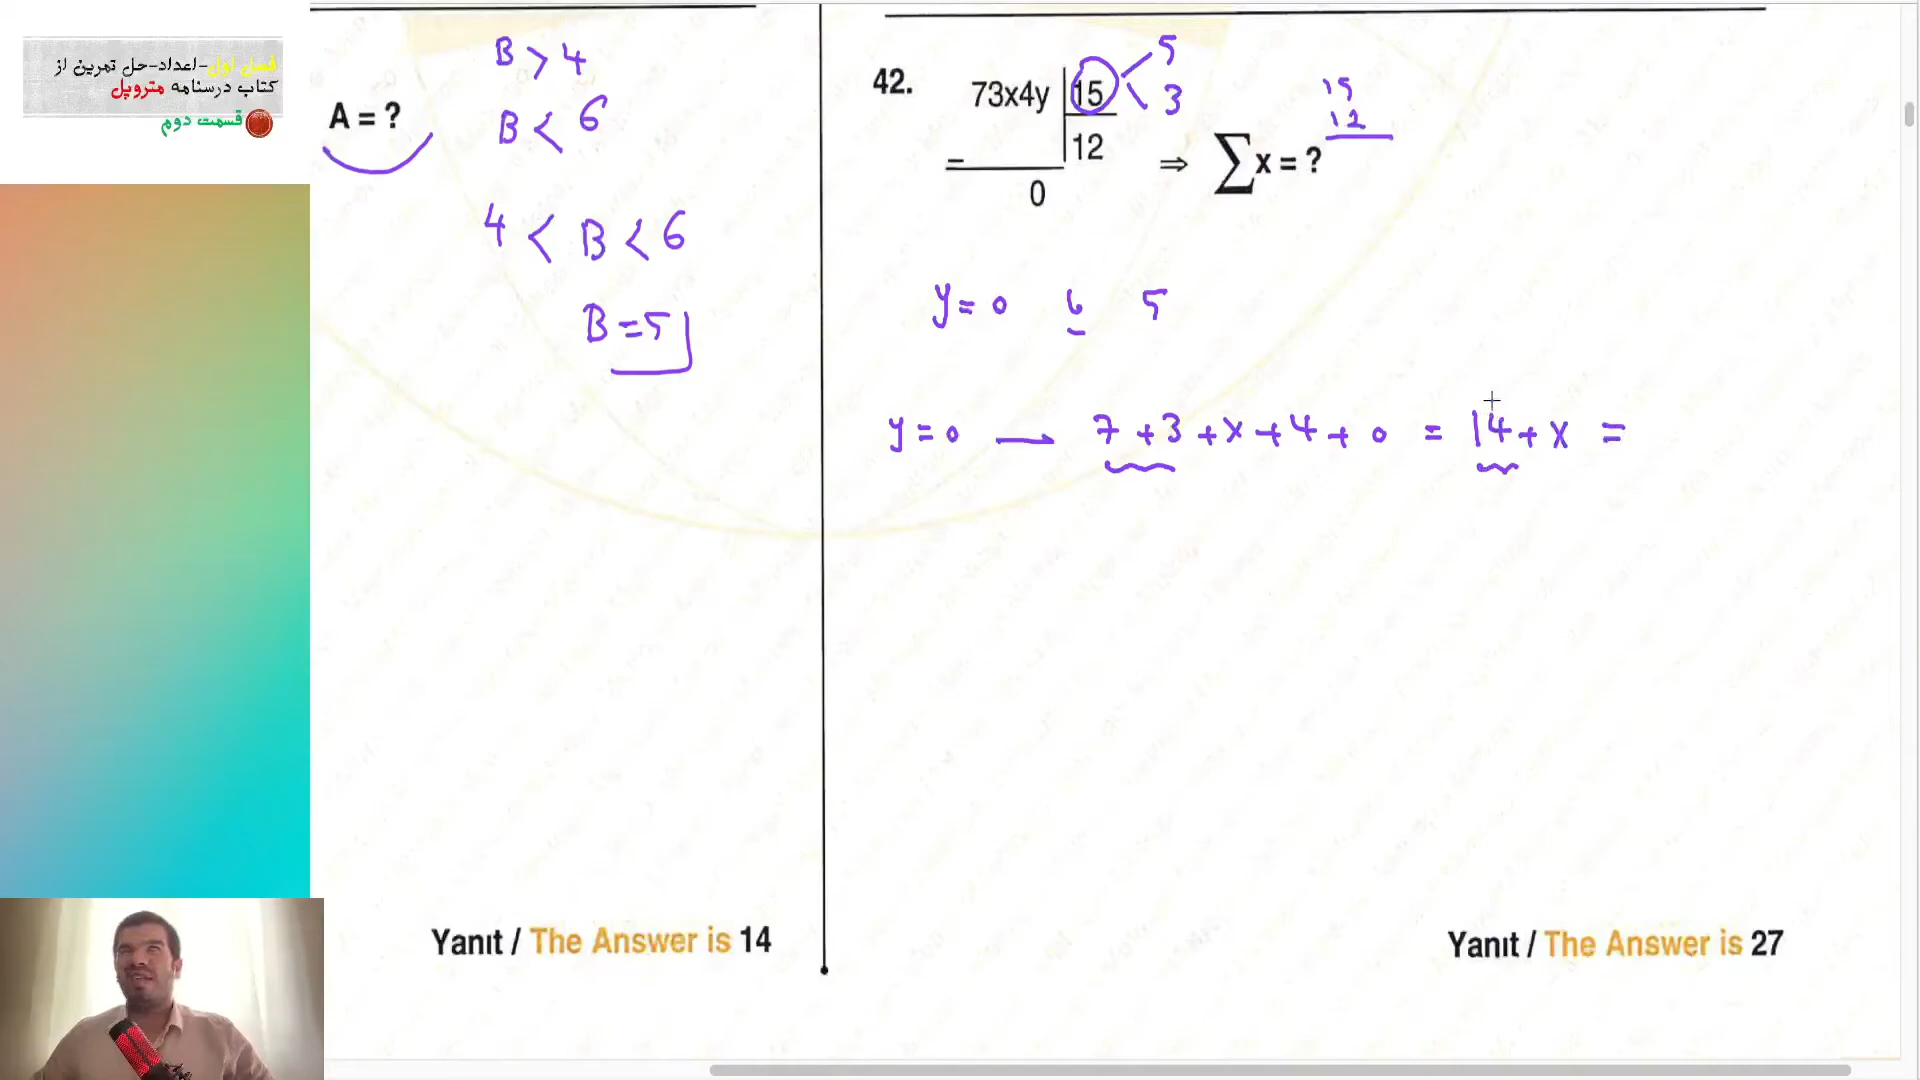 فصل اول-اعداد-حل تمرین از
کتاب درسنامه متروپل
قسمت دوم
A = ?
B > 4
B < 6
4 < B < 6
B = 5
Yanıt / The Answer is 14
42.
73x4y
15
12
0
5
3
⇒ ∑x = ?
15
12
y = 0 یا 5
y = 0 → 7 + 3 + x + 4 + 0 = 14 + x =
Yanıt / The Answer is 27